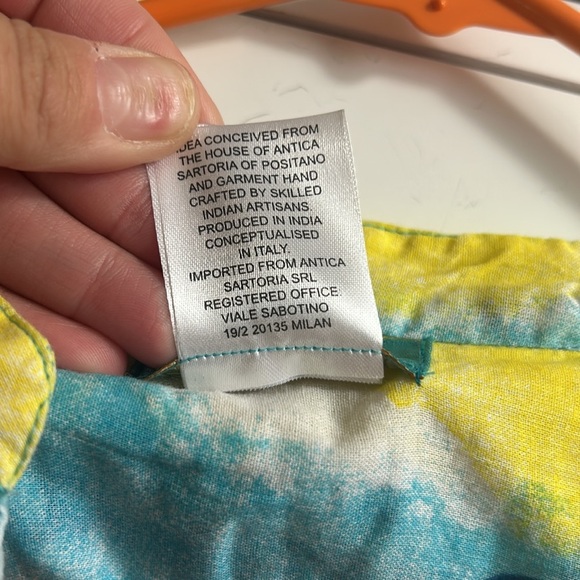 IDEA CONCEIVED FROM
THE HOUSE OF ANTICA
SARTORIA OF POSITANO
AND GARMENT HAND
CRAFTED BY SKILLED
INDIAN ARTISANS.
PRODUCED IN INDIA
CONCEPTUALISED
IN ITALY.
IMPORTED FROM ANTICA
SARTORIA SRL
REGISTERED OFFICE.
VIALE SABOTINO
19/2 20135 MILAN